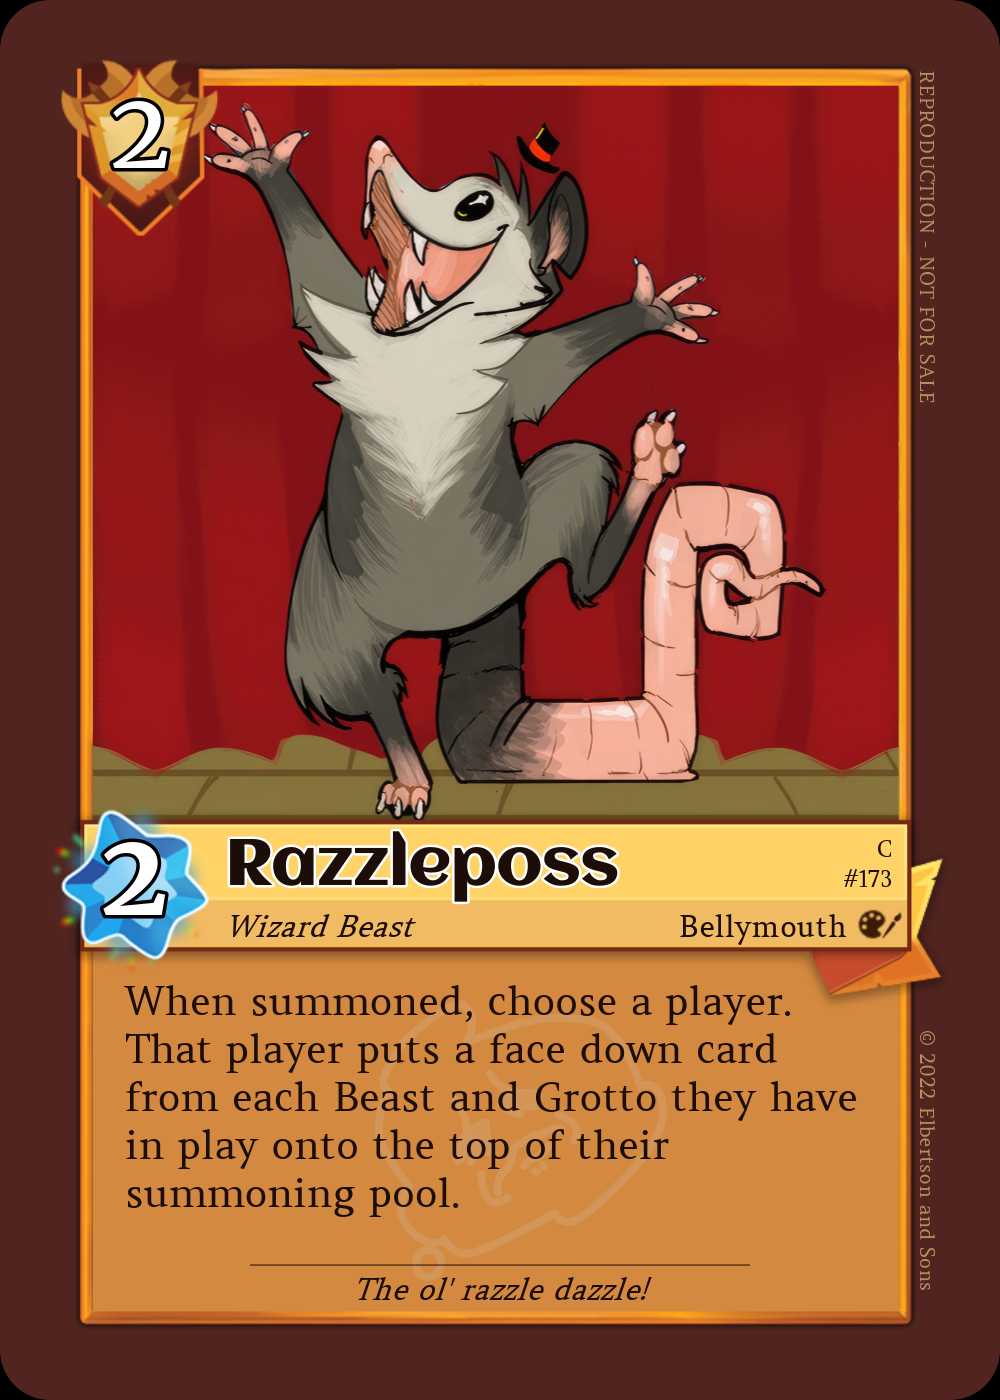 2
REPRODUCTION - NOT FOR SALE
2
Razzleposs
C
#173
Wizard Beast
Bellymouth
When summoned, choose a player.
That player puts a face down card
from each Beast and Grotto they have
in play onto the top of their
summoning pool.
The ol' razzle dazzle!
© 2022 Elbertson and Sons